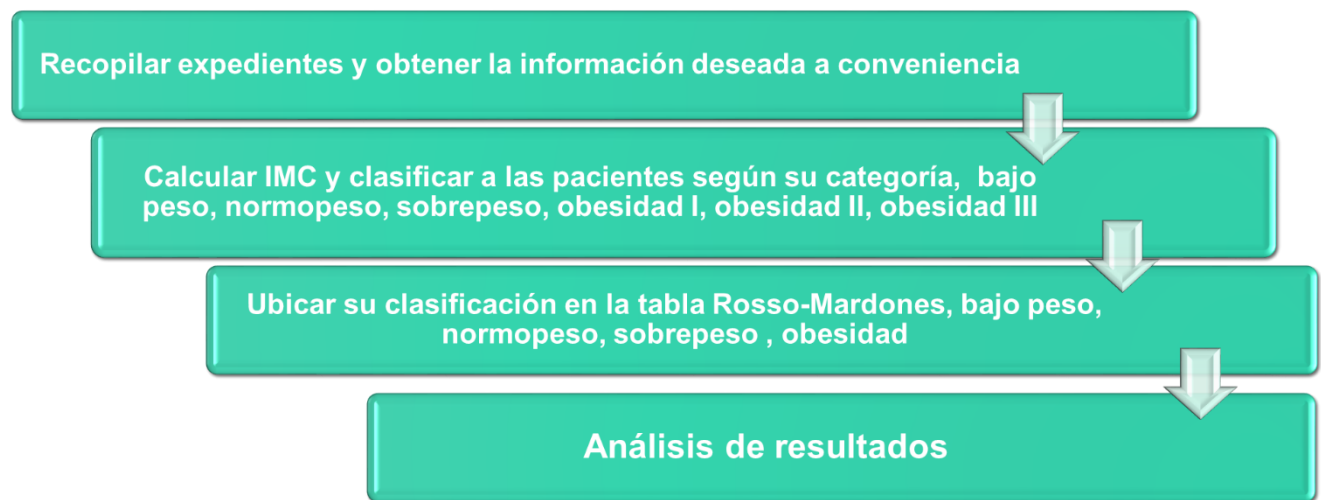 Recopilar expedientes y obtener la información deseada a conveniencia
Calcular IMC y clasificar a las pacientes según su categoría, bajo
peso, normopeso, sobrepeso, obesidad I, obesidad II, obesidad III
Ubicar su clasificación en la tabla Rosso-Mardones, bajo peso,
normopeso, sobrepeso , obesidad
Análisis de resultados